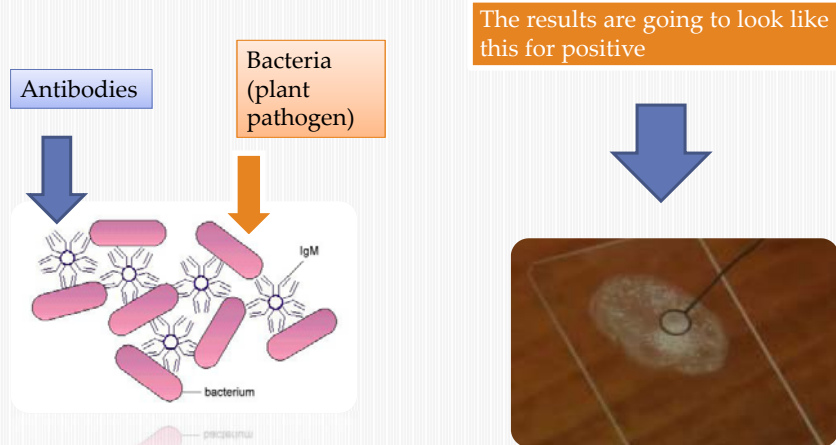 Antibodies
Bacteria
(plant
pathogen)
IgM
bacterium
The results are going to look like
this for positive